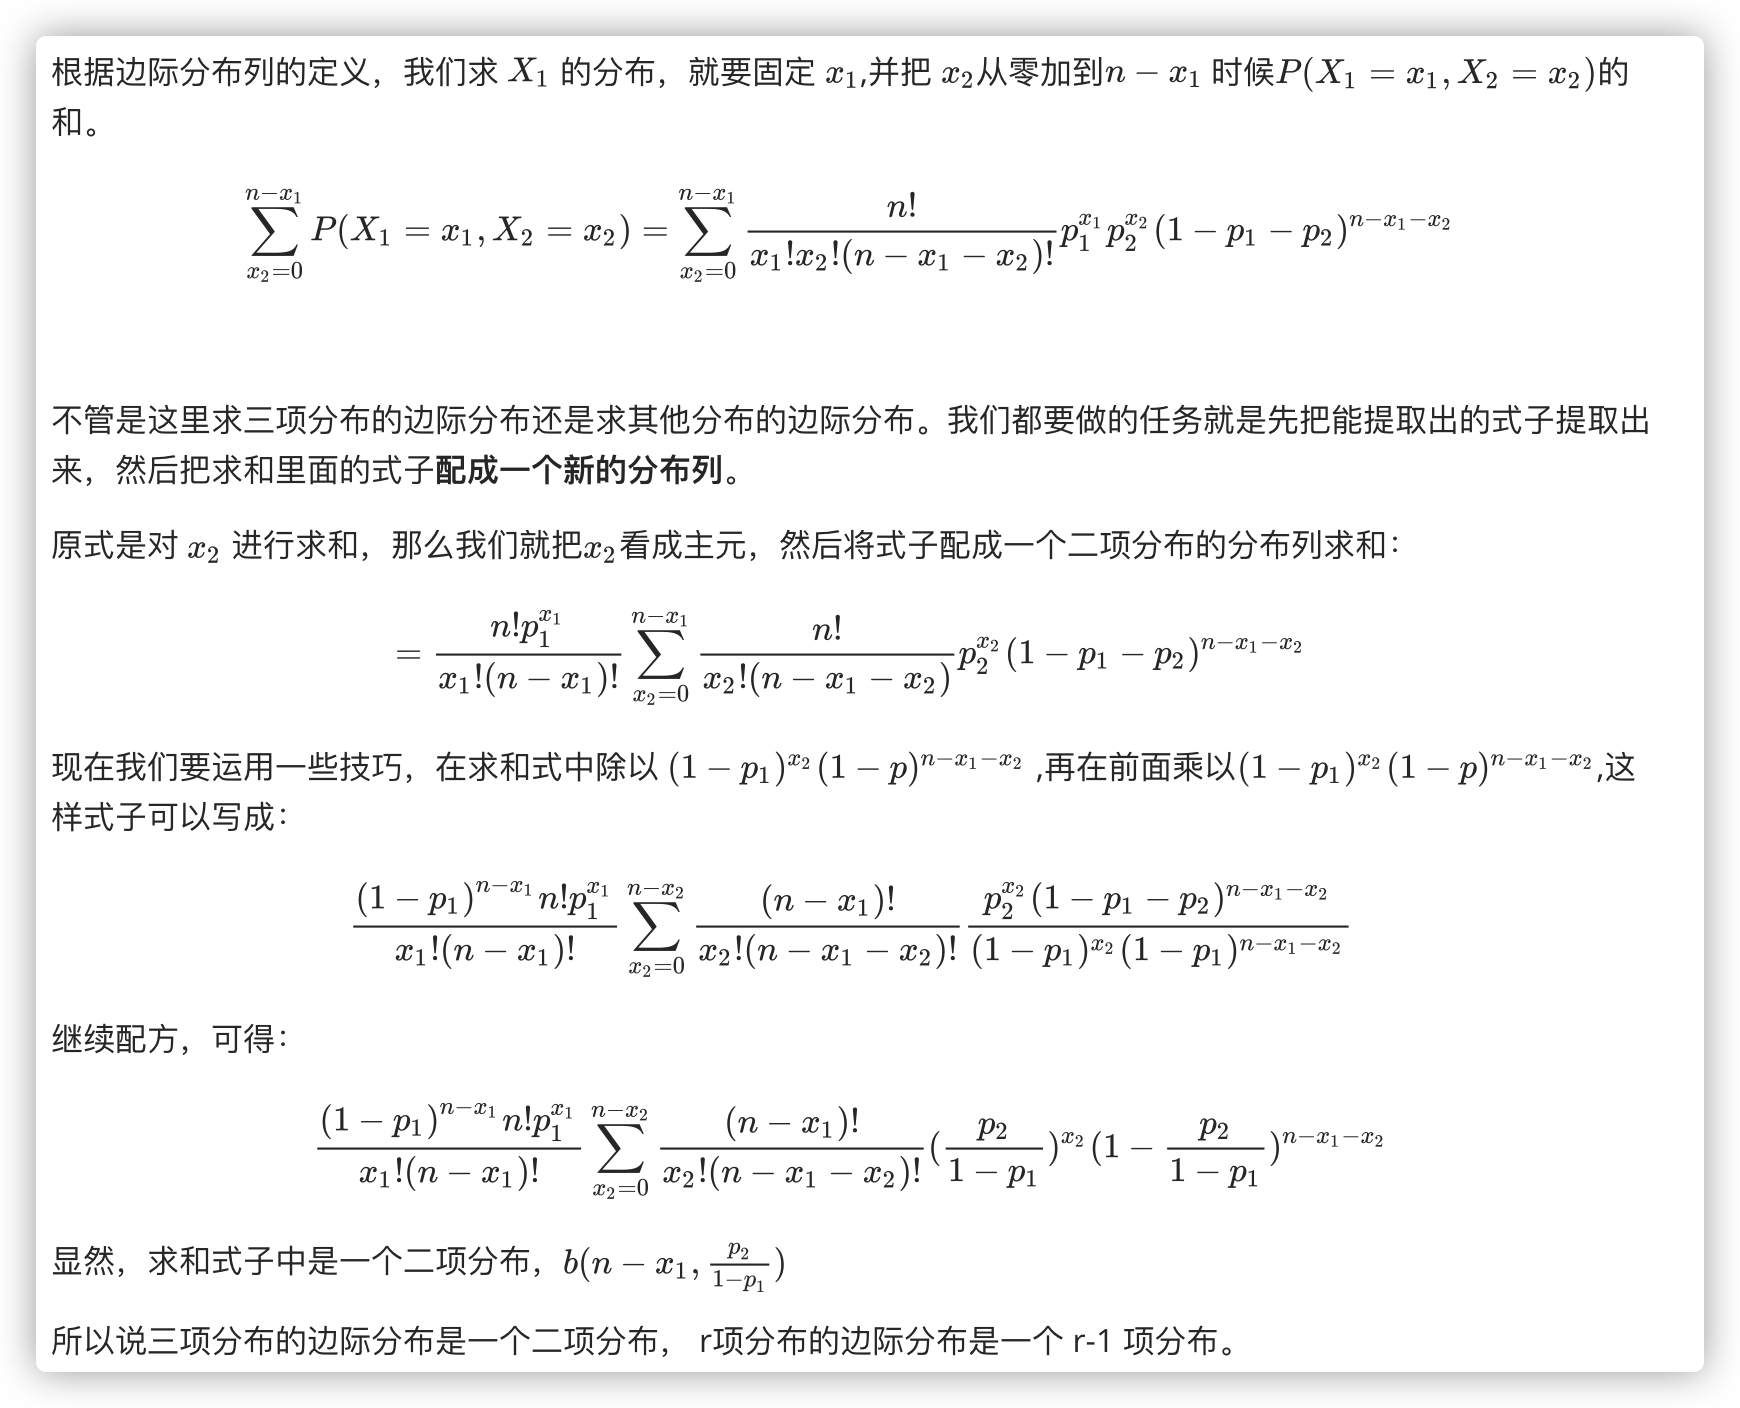 根据边际分布列的定义，我们求 $X_1$ 的分布，就要固定 $x_1$,并把 $x_2$从零加到$n-x_1$ 时候$P(X_1=x_1,X_2=x_2)$的
和。
$$\sum_{x_2=0}^{n-x_1}P(X_1=x_1,X_2=x_2)=\sum_{x_2=0}^{n-x_1}\frac{n!}{x_1!x_2!(n-x_1-x_2)!}p_1^{x_1}p_2^{x_2}(1-p_1-p_2)^{n-x_1-x_2}$$
不管是这里求三项分布的边际分布还是求其他分布的边际分布。我们都要做的任务就是先把能提取出的式子提取出
来，然后把求和里面的式子配成一个新的分布列。
原式是对 $x_2$ 进行求和，那么我们就把$x_2$看成主元，然后将式子配成一个二项分布的分布列求和：
$$=\frac{n!p_1^{x_1}}{x_1!(n-x_1)!}\sum_{x_2=0}^{n-x_1}\frac{n!}{x_2!(n-x_1-x_2)}p_2^{x_2}(1-p_1-p_2)^{n-x_1-x_2}$$
现在我们要运用一些技巧，在求和式中除以 $(1-p_1)^{x_2}(1-p)^{n-x_1-x_2}$ ,再在前面乘以$(1-p_1)^{x_2}(1-p)^{n-x_1-x_2}$,这
样式子可以写成：
$$\frac{(1-p_1)^{n-x_1}n!p_1^{x_1}}{x_1!(n-x_1)!}\sum_{x_2=0}^{n-x_2}\frac{(n-x_1)!}{x_2!(n-x_1-x_2)!}\frac{p_2^{x_2}(1-p_1-p_2)^{n-x_1-x_2}}{(1-p_1)^{x_2}(1-p_1)^{n-x_1-x_2}}$$
继续配方，可得：
$$\frac{(1-p_1)^{n-x_1}n!p_1^{x_1}}{x_1!(n-x_1)!}\sum_{x_2=0}^{n-x_2}\frac{(n-x_1)!}{x_2!(n-x_1-x_2)!}(\frac{p_2}{1-p_1})^{x_2}(1-\frac{p_2}{1-p_1})^{n-x_1-x_2}$$
显然，求和式子中是一个二项分布，$b(n-x_1,\frac{p_2}{1-p_1})$
所以说三项分布的边际分布是一个二项分布， r项分布的边际分布是一个 r-1 项分布。